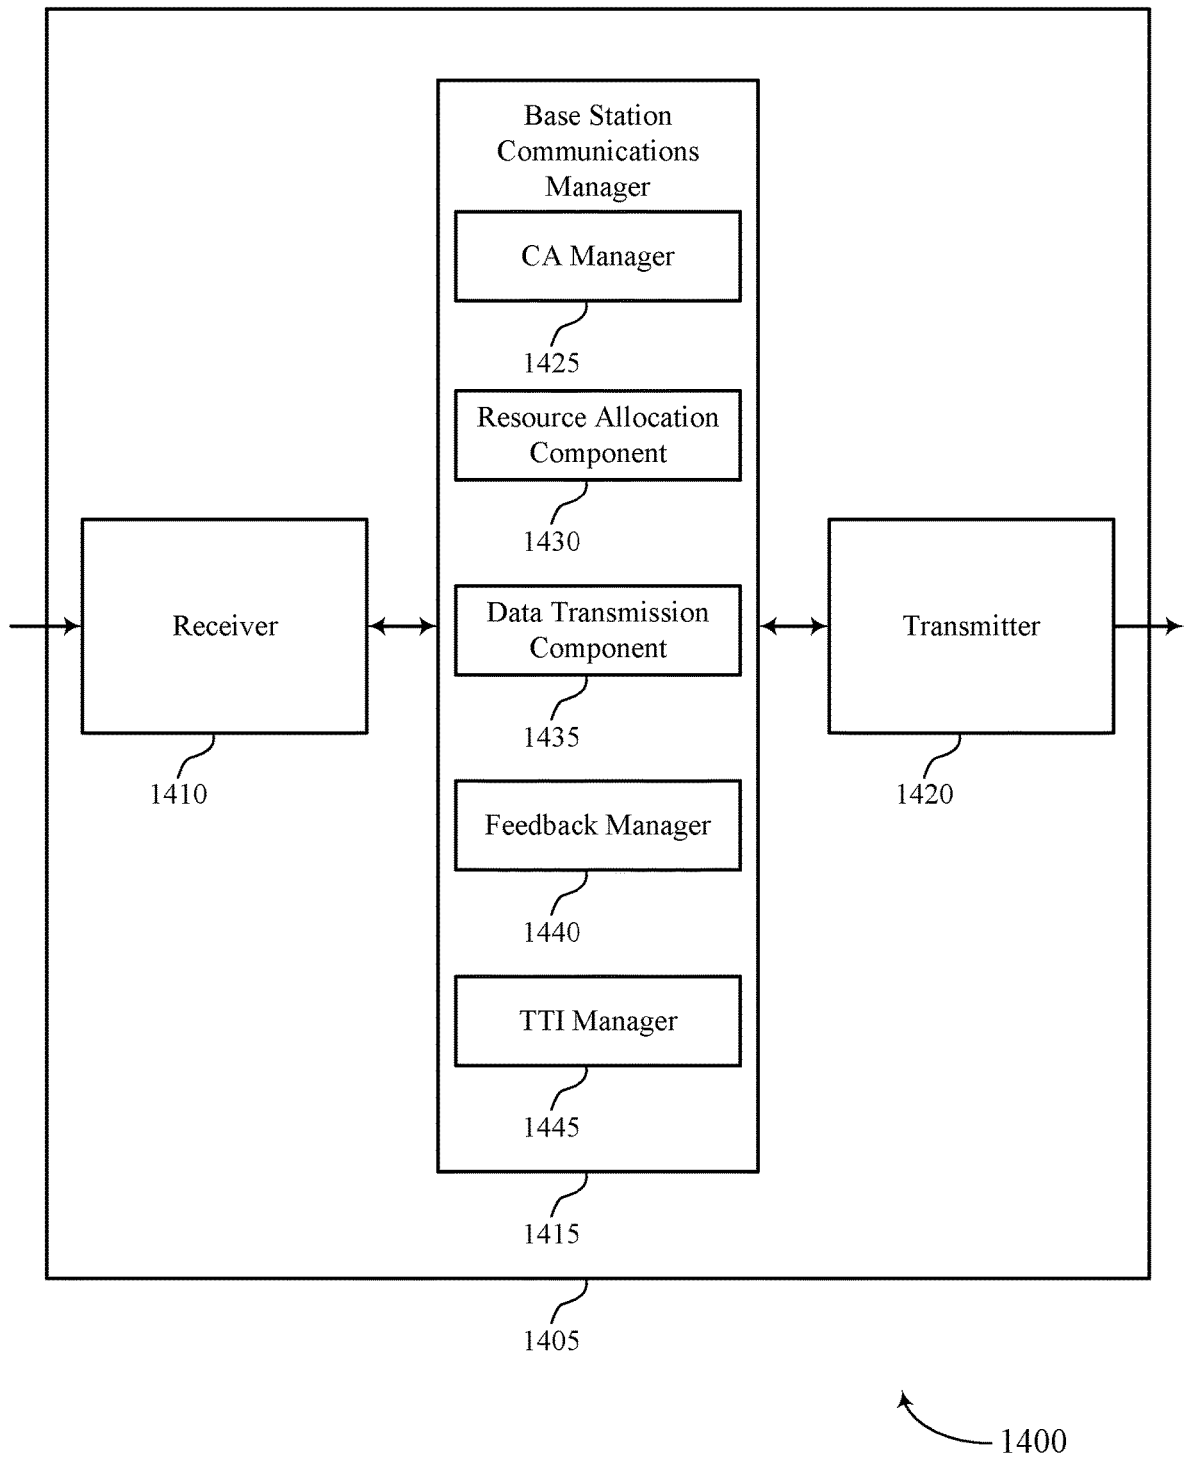 Base Station
Communications
Manager
CA Manager
1425
Resource Allocation
Component
1430
Receiver
1410
Data Transmission
Component
1435
Transmitter
1420
Feedback Manager
1440
TTI Manager
1445
1415
1405
1400